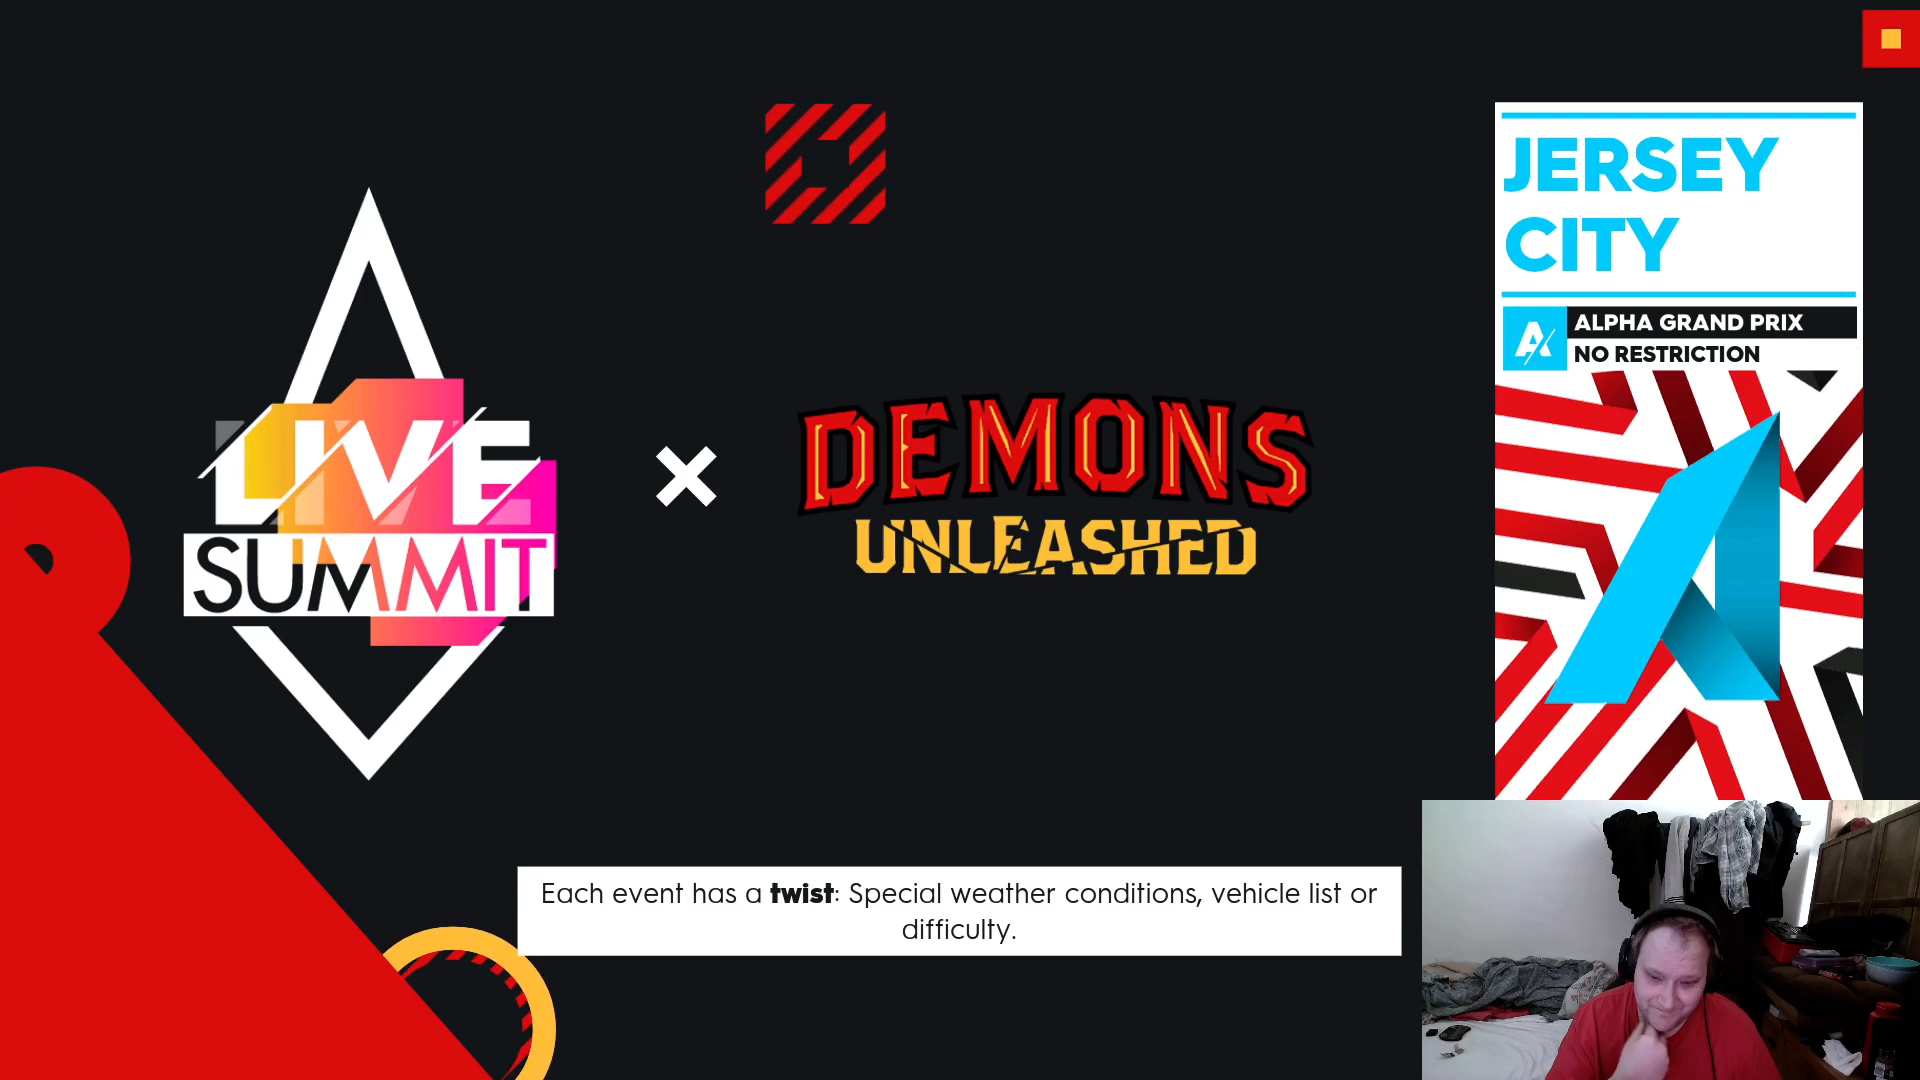 LIVE
SUMMIT
DEMONS
UNLEASHED
JERSEY
CITY
ALPHA GRAND PRIX
NO RESTRICTION
Each event has a twist: Special weather conditions, vehicle list or
difficulty.